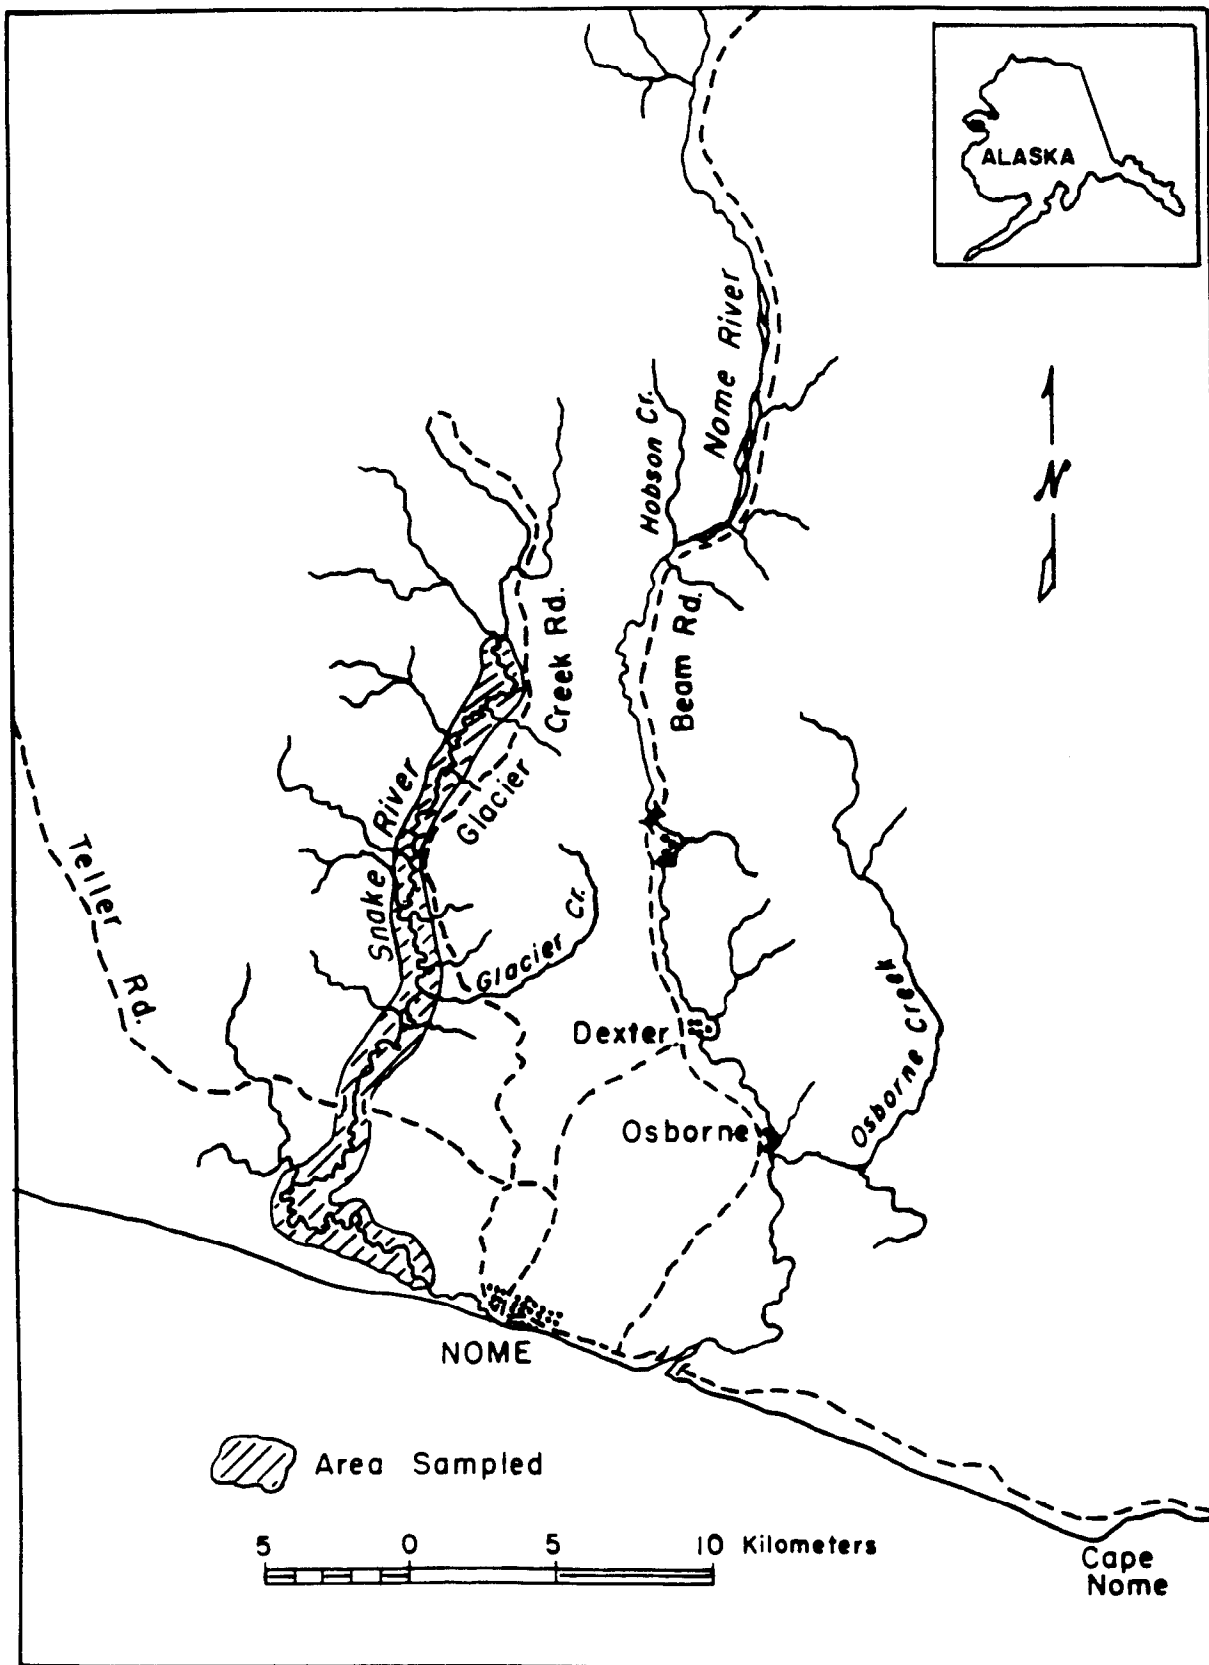 ALASKA
Nome River
Hobson Cr.
N
Creek Rd.
Beam Rd.
Glacier
Snake River
Teller Rd.
Glacier Cr.
Osborne Creek
Dexter
Osborne
NOME
Area Sampled
5 0 5 10 Kilometers
Cape
Nome